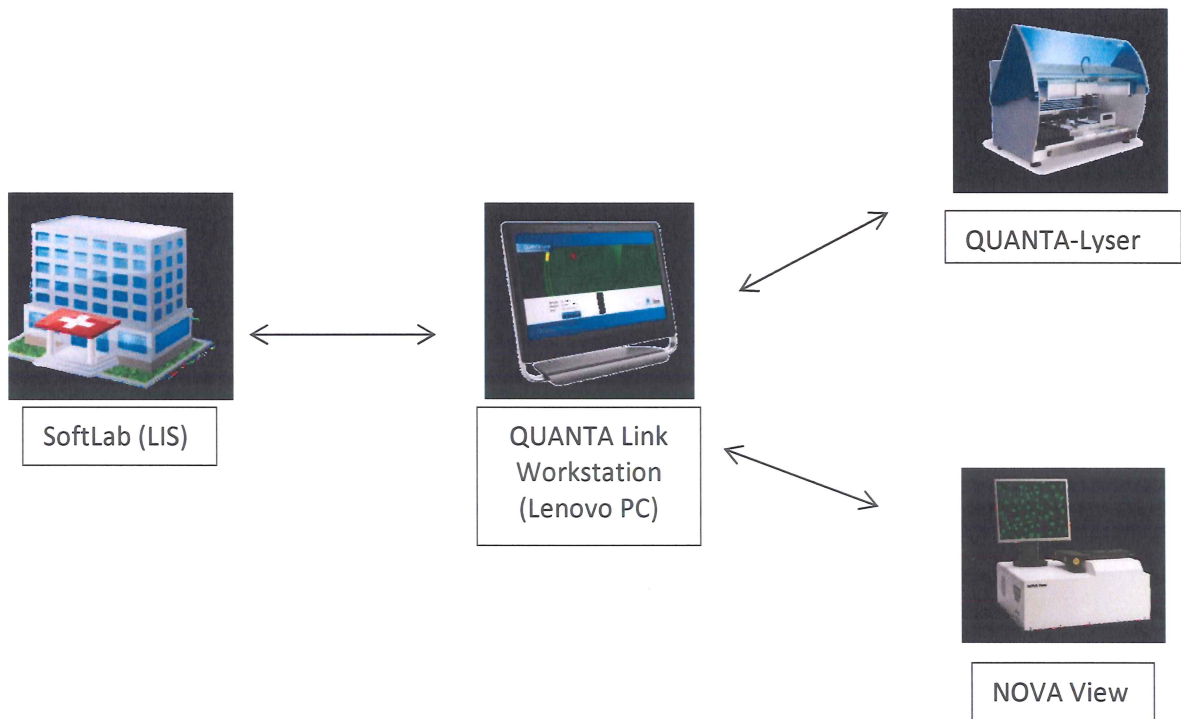 QUANTA-Lyser
SoftLab (LIS)
QUANTA Link
Workstation
(Lenovo PC)
NOVA View